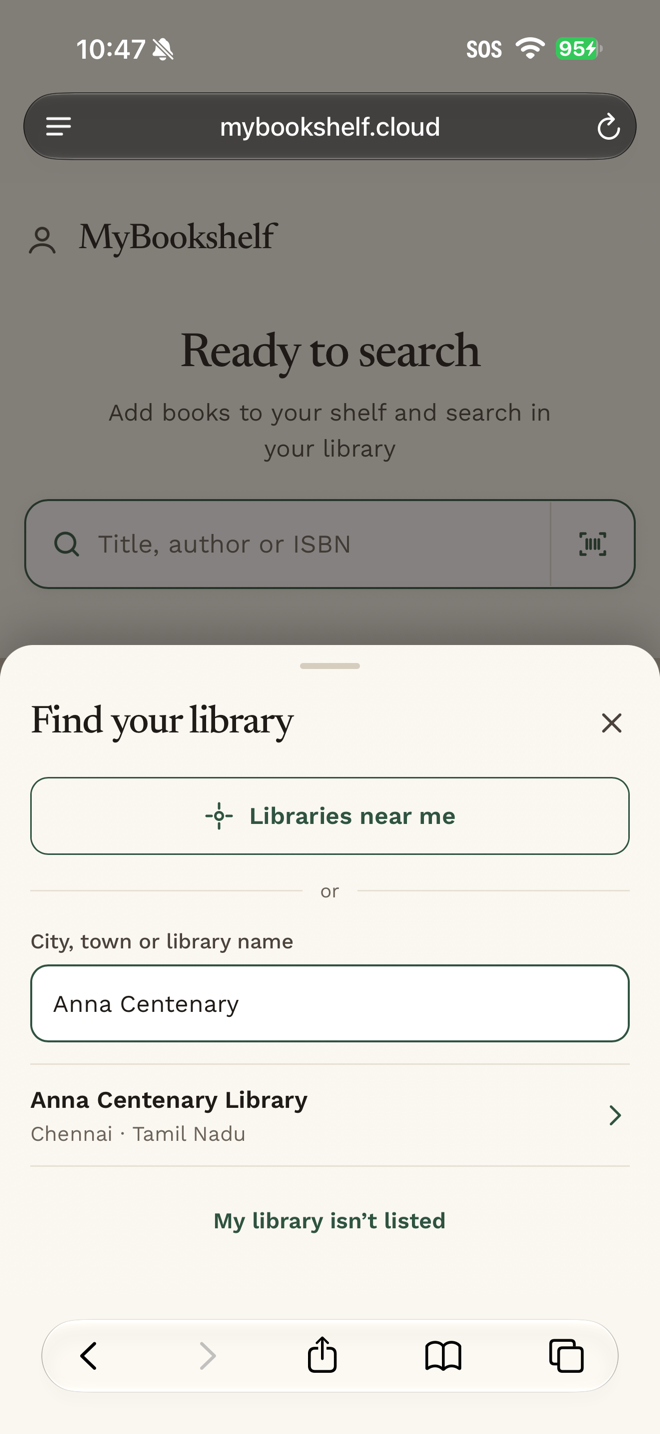 10:47
SOS
95
mybookshelf.cloud
MyBookshelf
Ready to search
Add books to your shelf and search in
your library
Title, author or ISBN
Find your library
Libraries near me
or
City, town or library name
Anna Centenary
Anna Centenary Library
Chennai · Tamil Nadu
My library isn’t listed